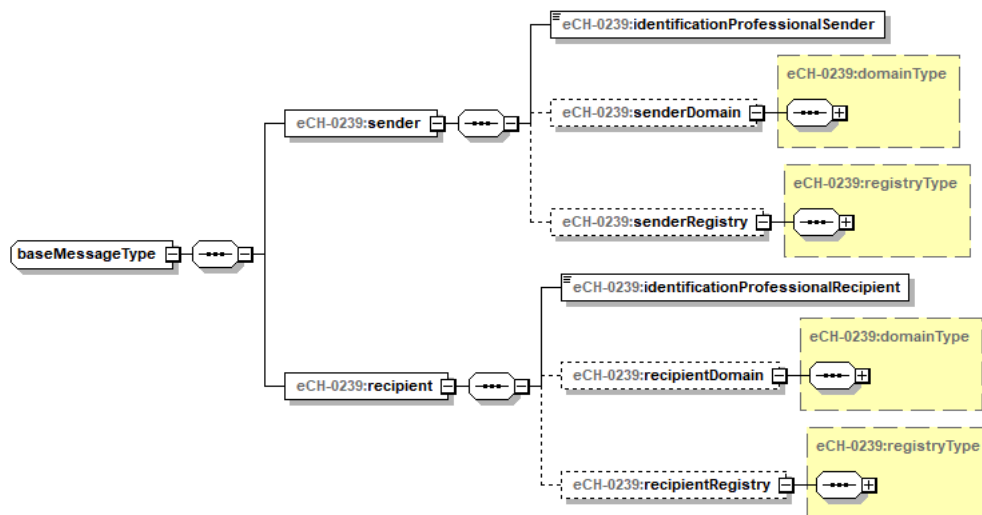 eCH-0239:identificationProfessionalSender
eCH-0239:domainType
eCH-0239:sender
eCH-0239:senderDomain
eCH-0239:registryType
eCH-0239:senderRegistry
baseMessageType
eCH-0239:identificationProfessionalRecipient
eCH-0239:domainType
eCH-0239:recipient
eCH-0239:recipientDomain
eCH-0239:registryType
eCH-0239:recipientRegistry